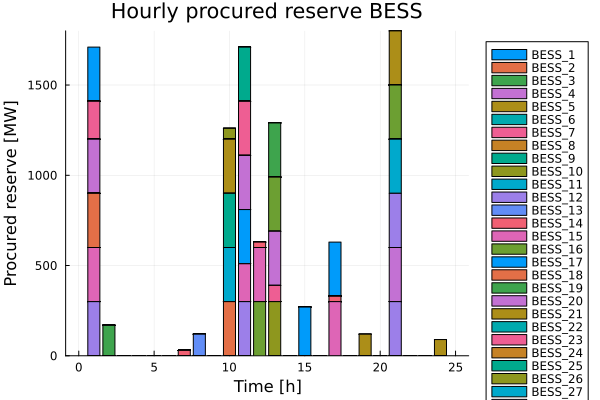 Hourly procured reserve BESS
Procured reserve [MW]
1500
1000
500
0
0 5 10 15 20 25
Time [h]
BESS_1
BESS_2
BESS_3
BESS_4
BESS_5
BESS_6
BESS_7
BESS_8
BESS_9
BESS_10
BESS_11
BESS_12
BESS_13
BESS_14
BESS_15
BESS_16
BESS_17
BESS_18
BESS_19
BESS_20
BESS_21
BESS_22
BESS_23
BESS_24
BESS_25
BESS_26
BESS_27